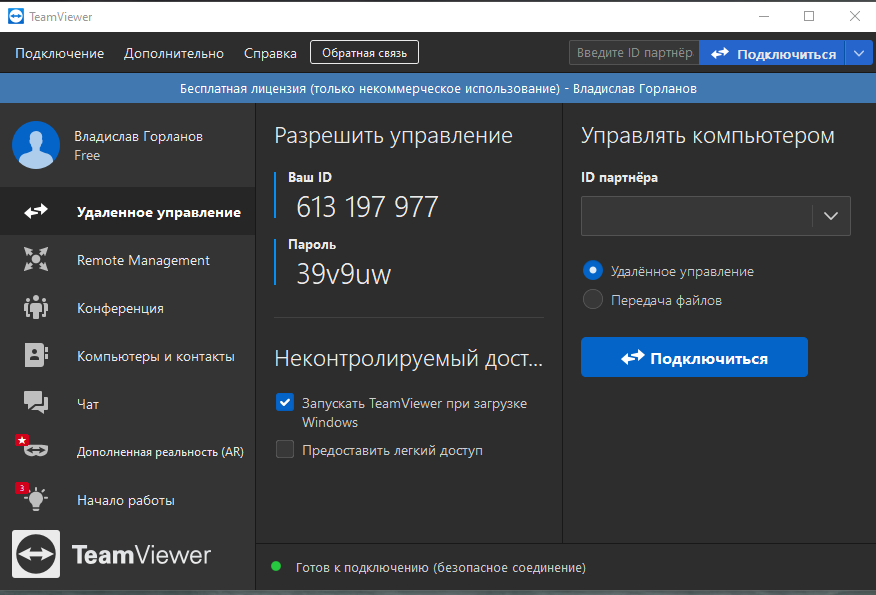 TeamViewer
Подключение Дополнительно Справка Обратная связь
Введите ID партнёр
Подключиться
Бесплатная лицензия (только некоммерческое использование) - Владислав Горланов
Владислав Горланов
Free
Удаленное управление
Remote Management
Конференция
Компьютеры и контакты
Чат
Дополненная реальность (AR)
3
Начало работы
TeamViewer
Разрешить управление
Ваш ID
613 197 977
Пароль
39v9uw
Неконтролируемый дост...
Запускать TeamViewer при загрузке
Windows
Предоставить легкий доступ
Управлять компьютером
ID партнёра
Удалённое управление
Передача файлов
Подключиться
Готов к подключению (безопасное соединение)